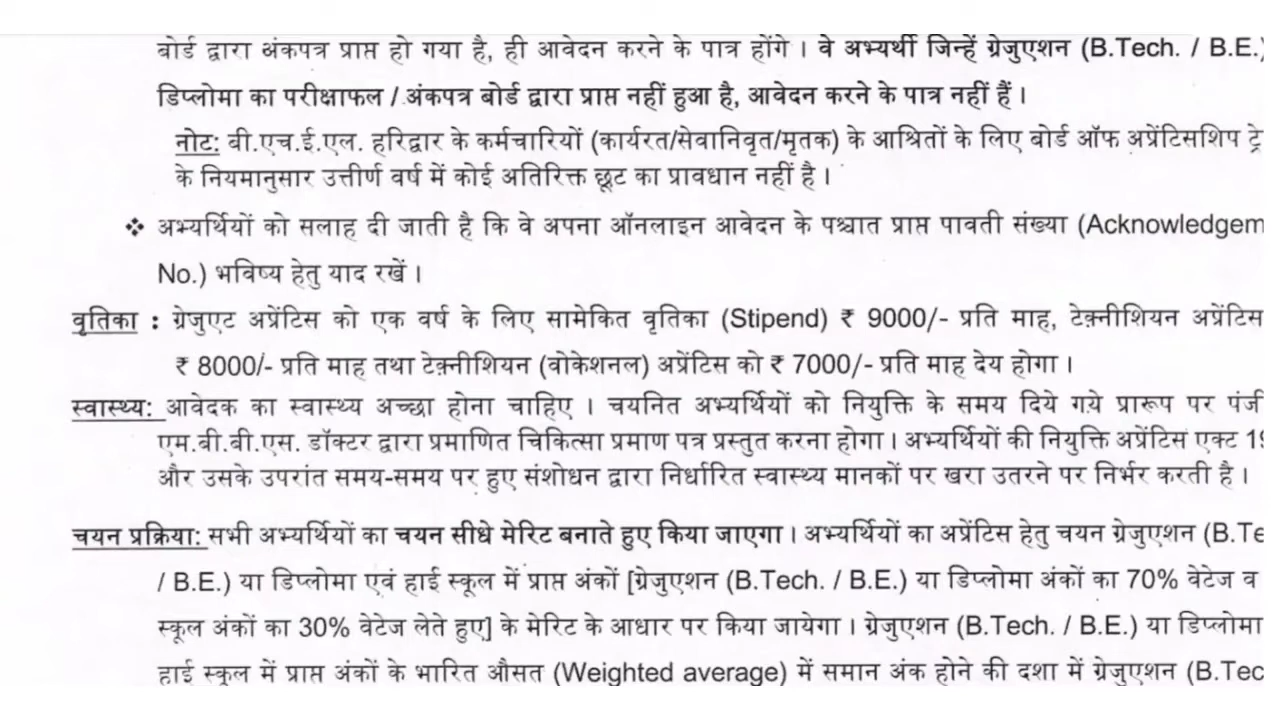 बोर्ड द्वारा अंकपत्र प्राप्त हो गया है, ही आवेदन करने के पात्र होंगे । वे अभ्यर्थी जिन्हें ग्रेजुएशन (B.Tech. / B.E.)
डिप्लोमा का परीक्षाफल / अंकपत्र बोर्ड द्वारा प्राप्त नहीं हुआ है, आवेदन करने के पात्र नहीं हैं ।
नोट: बी.एच.ई.एल. हरिद्वार के कर्मचारियों (कार्यरत/सेवानिवृत/मृतक) के आश्रितों के लिए बोर्ड ऑफ अप्रेंटिसशिप ट्रे
के नियमानुसार उत्तीर्ण वर्ष में कोई अतिरिक्त छूट का प्रावधान नहीं है ।
❖ अभ्यर्थियों को सलाह दी जाती है कि वे अपना ऑनलाइन आवेदन के पश्चात प्राप्त पावती संख्या (Acknowledgem
No.) भविष्य हेतु याद रखें ।
वृतिका : ग्रेजुएट अप्रेंटिस को एक वर्ष के लिए सामेकित वृतिका (Stipend) ₹ 9000/- प्रति माह, टेक़्नीशियन अप्रेंटिस
₹ 8000/- प्रति माह तथा टेक़्नीशियन (वोकेशनल) अप्रेंटिस को ₹ 7000/- प्रति माह देय होगा ।
स्वास्थ्य: आवेदक का स्वास्थ्य अच्छा होना चाहिए । चयनित अभ्यर्थियों को नियुक्ति के समय दिये गये प्रारूप पर पंजी
एम.बी.बी.एस. डॉक्टर द्वारा प्रमाणित चिकित्सा प्रमाण पत्र प्रस्तुत करना होगा । अभ्यर्थियों की नियुक्ति अप्रेंटिस एक्ट 19
और उसके उपरांत समय-समय पर हुए संशोधन द्वारा निर्धारित स्वास्थ्य मानकों पर खरा उतरने पर निर्भर करती है ।
चयन प्रक्रिया: सभी अभ्यर्थियों का चयन सीधे मेरिट बनाते हुए किया जाएगा । अभ्यर्थियों का अप्रेंटिस हेतु चयन ग्रेजुएशन (B.Te
/ B.E.) या डिप्लोमा एवं हाई स्कूल में प्राप्त अंकों [ग्रेजुएशन (B.Tech. / B.E.) या डिप्लोमा अंकों का 70% वेटेज व
स्कूल अंकों का 30% वेटेज लेते हुए] के मेरिट के आधार पर किया जायेगा । ग्रेजुएशन (B.Tech. / B.E.) या डिप्लोमा
हाई स्कूल में प्राप्त अंकों के भारित औसत (Weighted average) में समान अंक होने की दशा में ग्रेजुएशन (B.Tec